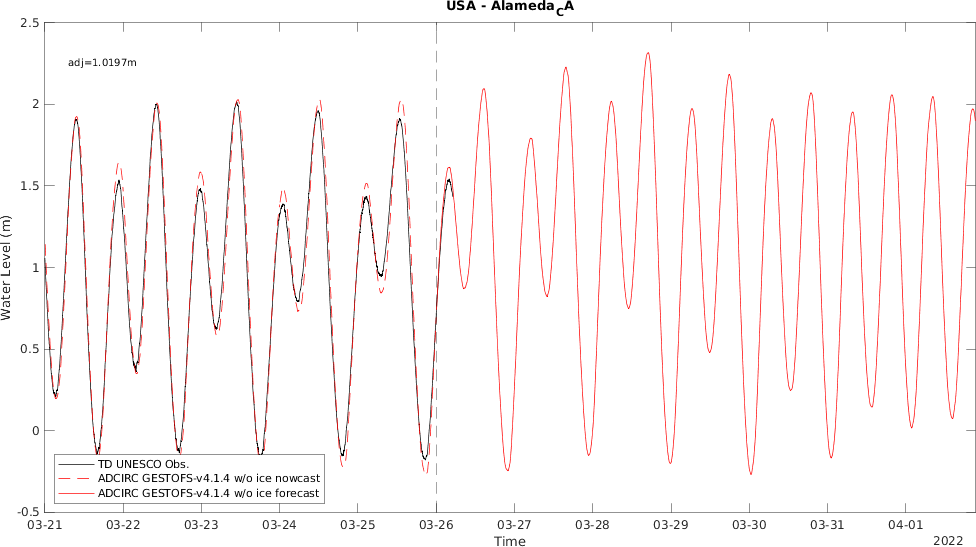 USA - Alameda_CA
adj=1.0197m
2.5
2
1.5
1
0.5
0
-0.5
Water Level (m)
TD UNESCO Obs.
ADCIRC GESTOFS-v4.1.4 w/o ice nowcast
ADCIRC GESTOFS-v4.1.4 w/o ice forecast
03-21 03-22 03-23 03-24 03-25 03-26 03-27 03-28 03-29 03-30 03-31 04-01
Time
2022